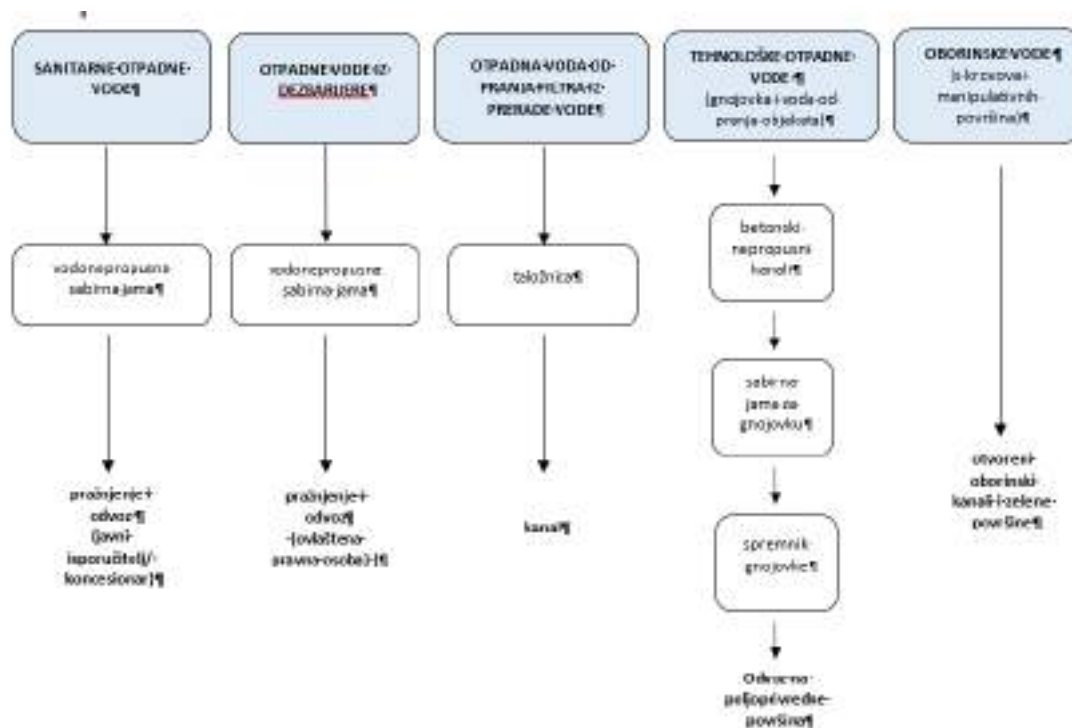 SANITARNE·OTPADNE·
VODE¶
vodonepropusna·
sabirna·jama¶
pražnjenje·i·
odvoz·¶
(javni·
isporučitelj/·
koncesionar)¶
OTPADNE·VODE·IZ·
DEZBARIJERE¶
vodonepropusne·
sabirna·jama¶
pražnjenje·i·
odvoz¶
·(ovlaštena·
pravna·osoba)·¶
OTPADNA·VODA·OD·
PRANJA·FILTRA·IZ·
PRERADE·VODE¶
taložnica¶
kanal¶
TEHNOLOŠKE·OTPADNE·
VODE·¶
(gnojovka·i·voda·od·
pranja·objekata)¶
betonski·
nepropusni·
kanali¶
sabirna·
jama·za·
gnojovku¶
spremnik·
gnojovke¶
Odvoz·na·
poljoprivredne·
površine¶
OBORINSKE·VODE·¶
(s·krovova·i·
manipulativnih·
površina)¶
otvoreni·
oborinski·
kanali·i·zelene·
površine¶